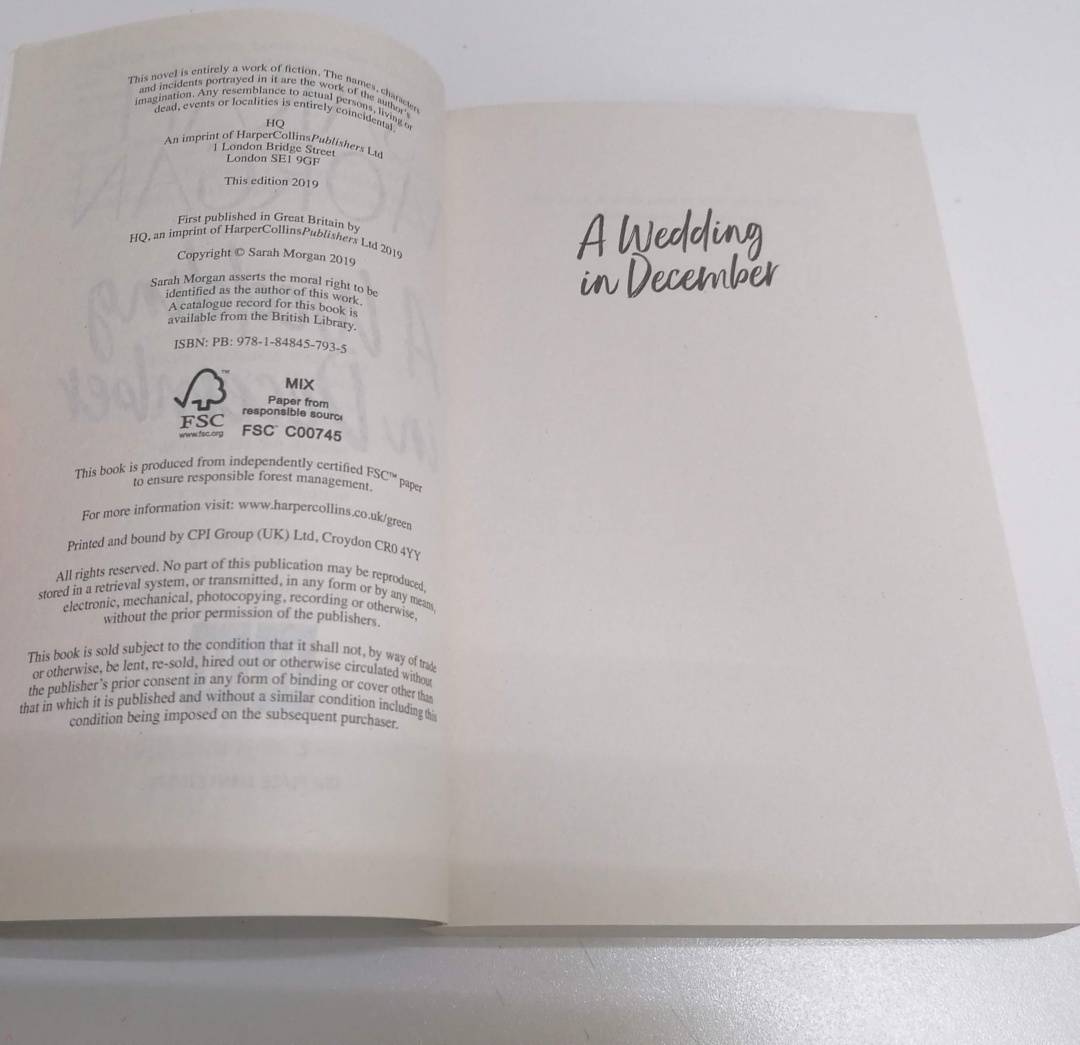 This novel is entirely a work of fiction. The names, characters
and incidents portrayed in it are the work of the author's
imagination. Any resemblance to actual persons, living or
dead, events or localities is entirely coincidental.
HQ
An imprint of HarperCollinsPublishers Ltd
1 London Bridge Street
London SE1 9GF
This edition 2019
First published in Great Britain by
HQ, an imprint of HarperCollinsPublishers Ltd 2019
Copyright © Sarah Morgan 2019
Sarah Morgan asserts the moral right to be
identified as the author of this work.
A catalogue record for this book is
available from the British Library.
ISBN: PB: 978-1-84845-793-5
FSC
www.fsc.org
MIX
Paper from
responsible sourc
FSC™ C00745
This book is produced from independently certified FSC™ paper
to ensure responsible forest management.
For more information visit: www.harpercollins.co.uk/green
Printed and bound by CPI Group (UK) Ltd, Croydon CR0 4YY
All rights reserved. No part of this publication may be reproduced,
stored in a retrieval system, or transmitted, in any form or by any means,
electronic, mechanical, photocopying, recording or otherwise,
without the prior permission of the publishers.
This book is sold subject to the condition that it shall not, by way of trade
or otherwise, be lent, re-sold, hired out or otherwise circulated without
the publisher's prior consent in any form of binding or cover other than
that in which it is published and without a similar condition including this
condition being imposed on the subsequent purchaser.
A Wedding
in December